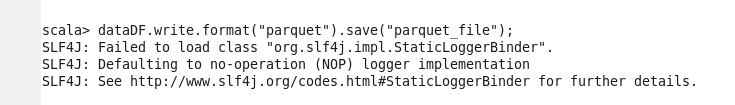 scala> dataDF.write.format("parquet").save("parquet_file");
SLF4J: Failed to load class "org.slf4j.impl.StaticLoggerBinder".
SLF4J: Defaulting to no-operation (NOP) logger implementation
SLF4J: See http://www.slf4j.org/codes.html#StaticLoggerBinder for further details.